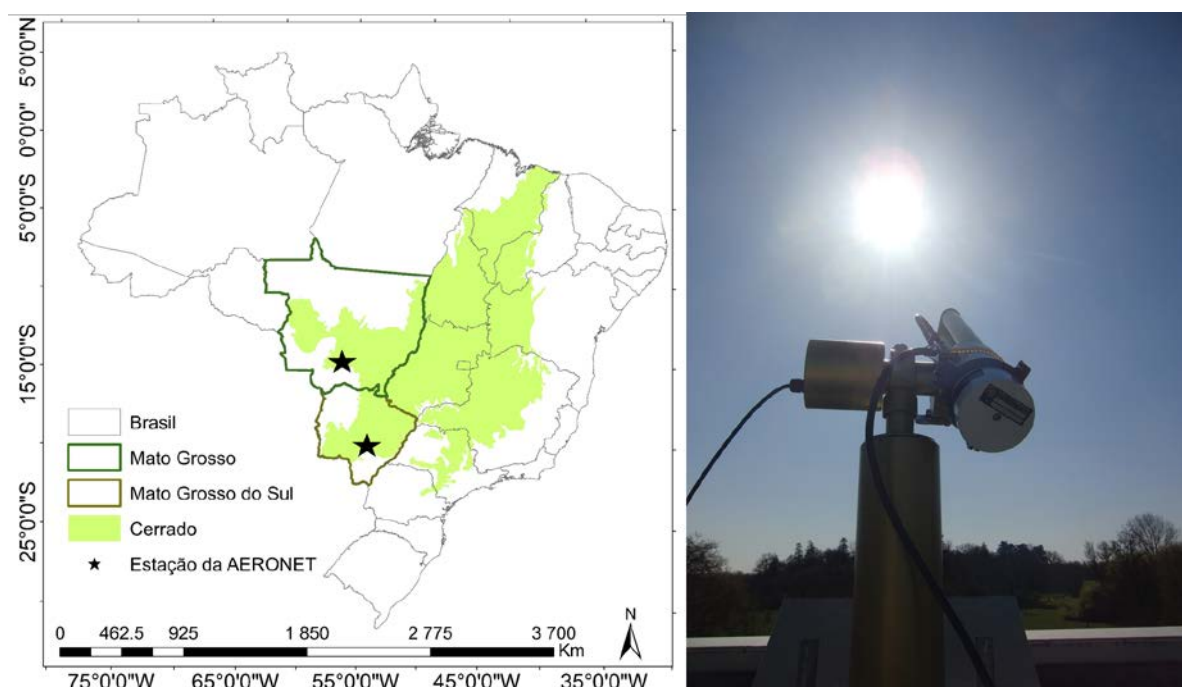 5°0'0"N
0°0'0"
5°0'0"S
15°0'0"S
25°0'0"S
Brasil
Mato Grosso
Mato Grosso do Sul
Cerrado
Estação da AERONET
N
0 462.5 925 1 850 2 775 3 700
Km
75°0'0"W 65°0'0"W 55°0'0"W 45°0'0"W 35°0'0"W